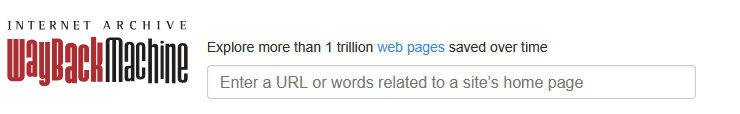 INTERNET ARCHIVE
WayBackMachine
Explore more than 1 trillion web pages saved over time
Enter a URL or words related to a site's home page